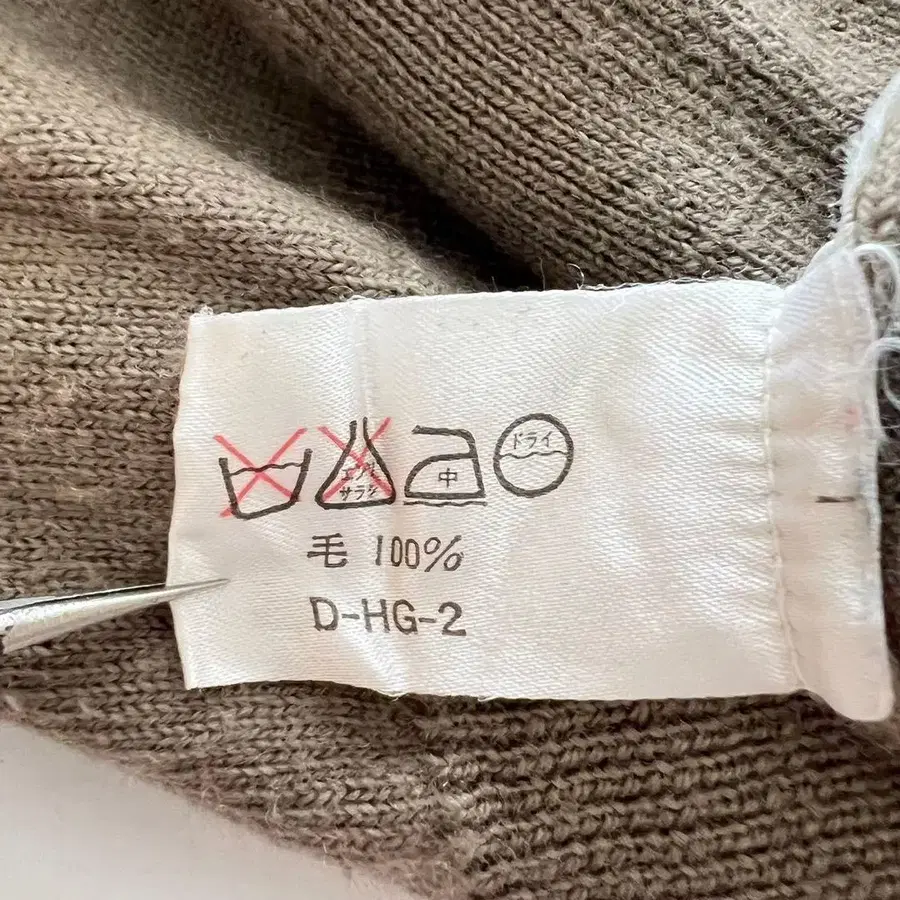 エンソ
サラシ
中
ドライ
毛 100%
D-HG-2